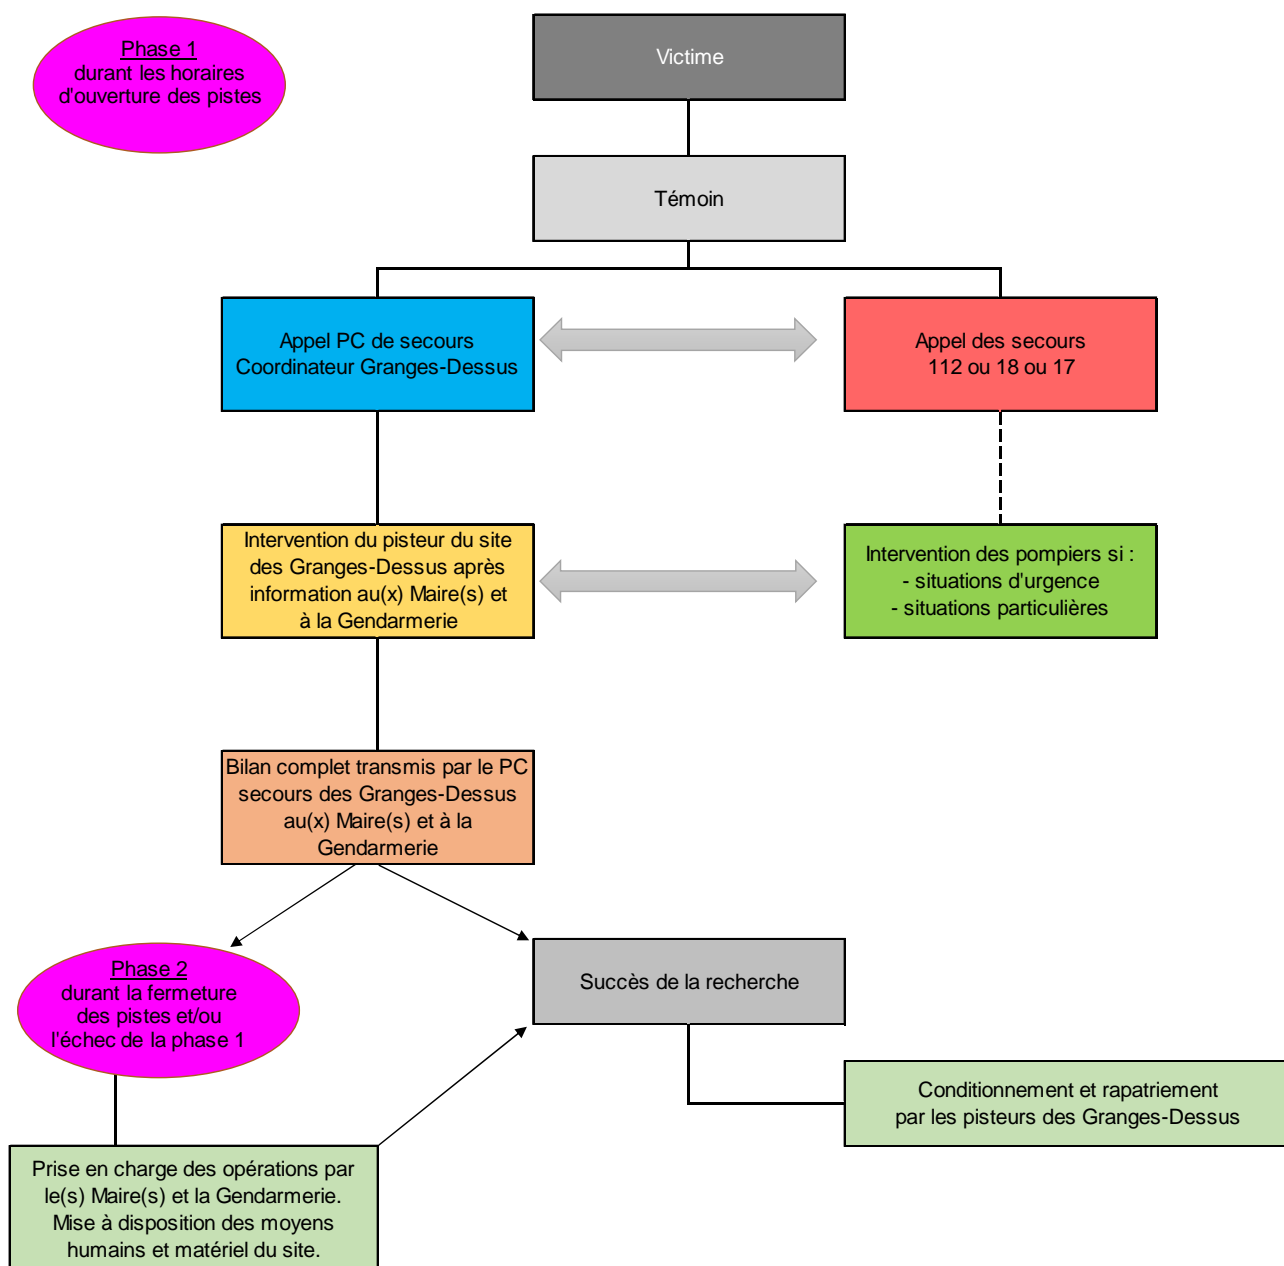 Phase 1
durant les horaires
d'ouverture des pistes
Victime
Témoin
Appel PC de secours
Coordinateur Granges-Dessus
Appel des secours
112 ou 18 ou 17
Intervention du pisteur du site
des Granges-Dessus après
information au(x) Maire(s) et
à la Gendarmerie
Intervention des pompiers si :
- situations d'urgence
- situations particulières
Bilan complet transmis par le PC
secours des Granges-Dessus
au(x) Maire(s) et à la
Gendarmerie
Phase 2
durant la fermeture
des pistes et/ou
l'échec de la phase 1
Succès de la recherche
Conditionnement et rapatriement
par les pisteurs des Granges-Dessus
Prise en charge des opérations par
le(s) Maire(s) et la Gendarmerie.
Mise à disposition des moyens
humains et matériel du site.